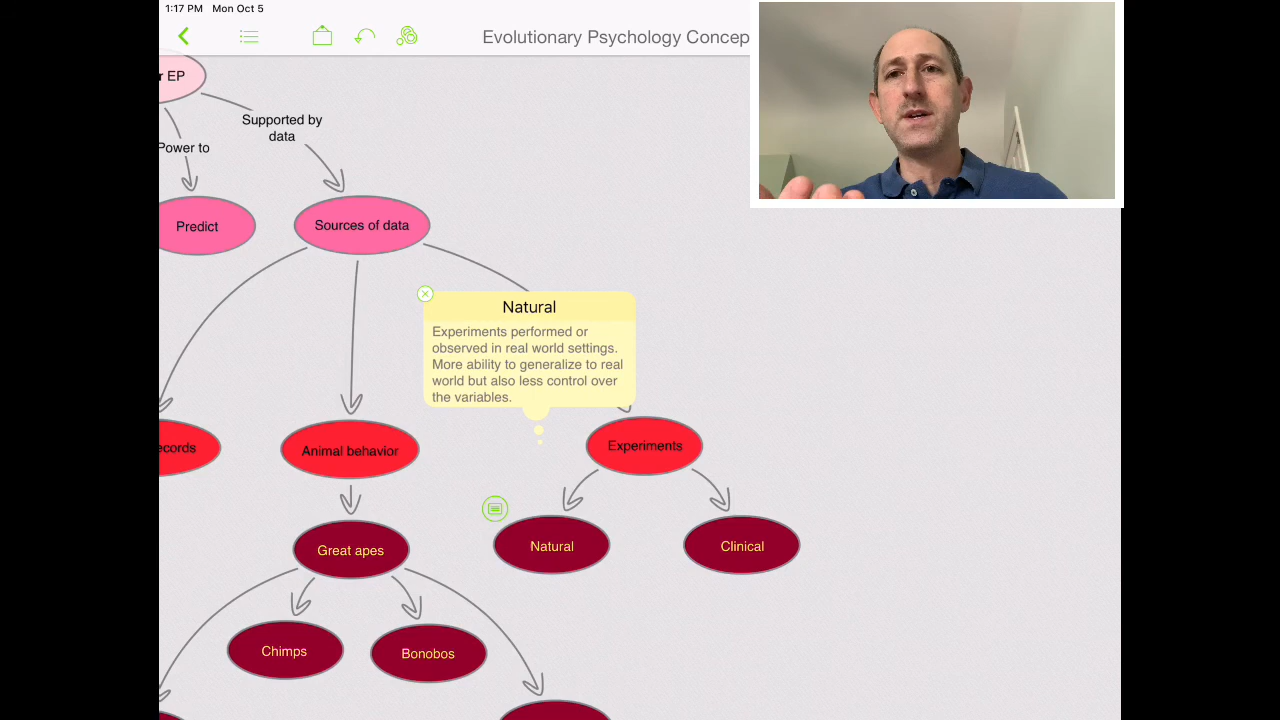 1:17 PM Mon Oct 5
Evolutionary Psychology Concep
r EP
Supported by
data
Power to
Predict
Sources of data
Natural
Experiments performed or
observed in real world settings.
More ability to generalize to real
world but also less control over
the variables.
ecords
Animal behavior
Experiments
Great apes
Natural
Clinical
Chimps
Bonobos